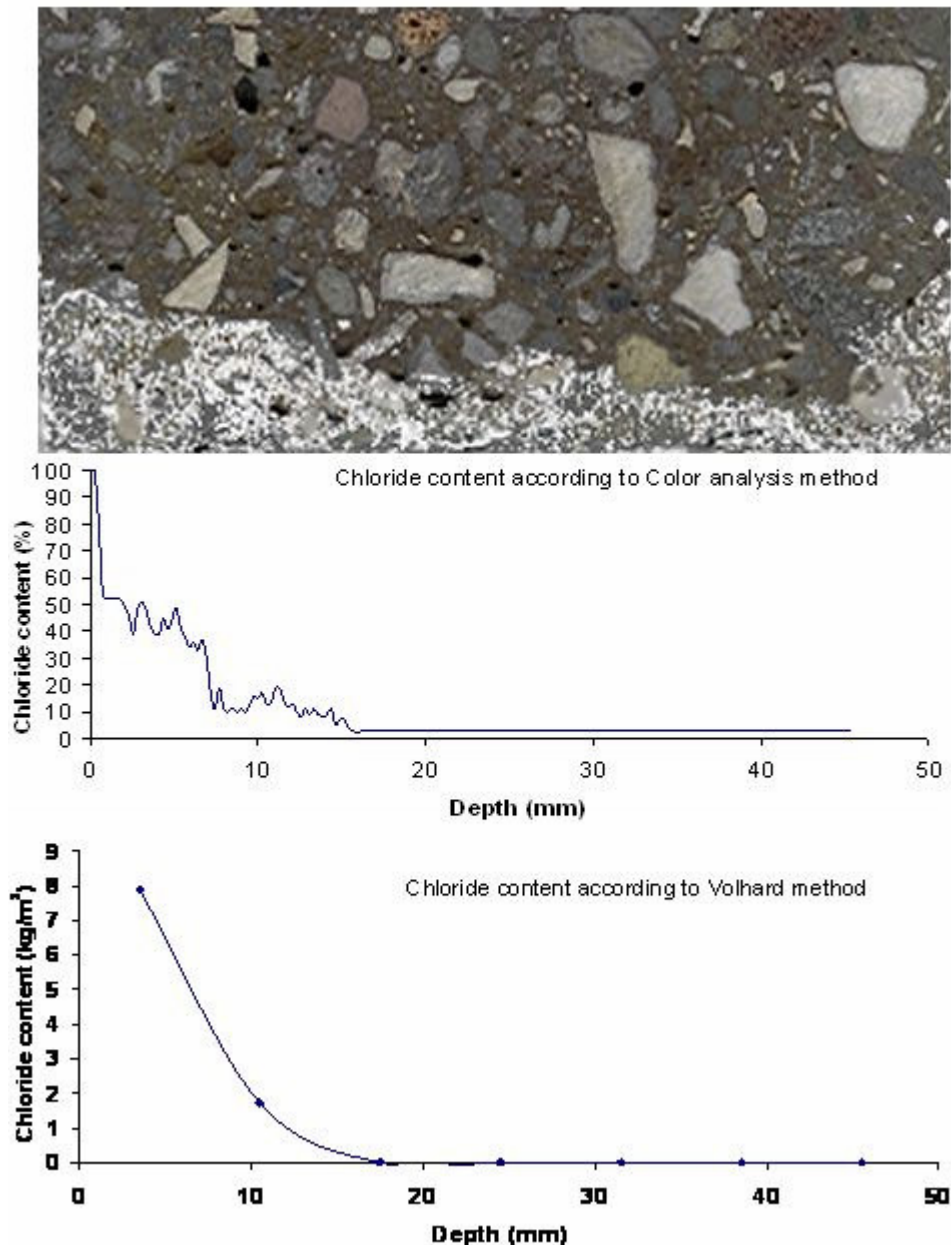 Chloride content according to Color analysis method
Chloride content (%)
100
90
80
70
60
50
40
30
20
10
0
0 10 20 30 40 50
Depth (mm)
Chloride content according to Volhard method
Chloride content (kg/m³)
9
8
7
6
5
4
3
2
1
0
0 10 20 30 40 50
Depth (mm)